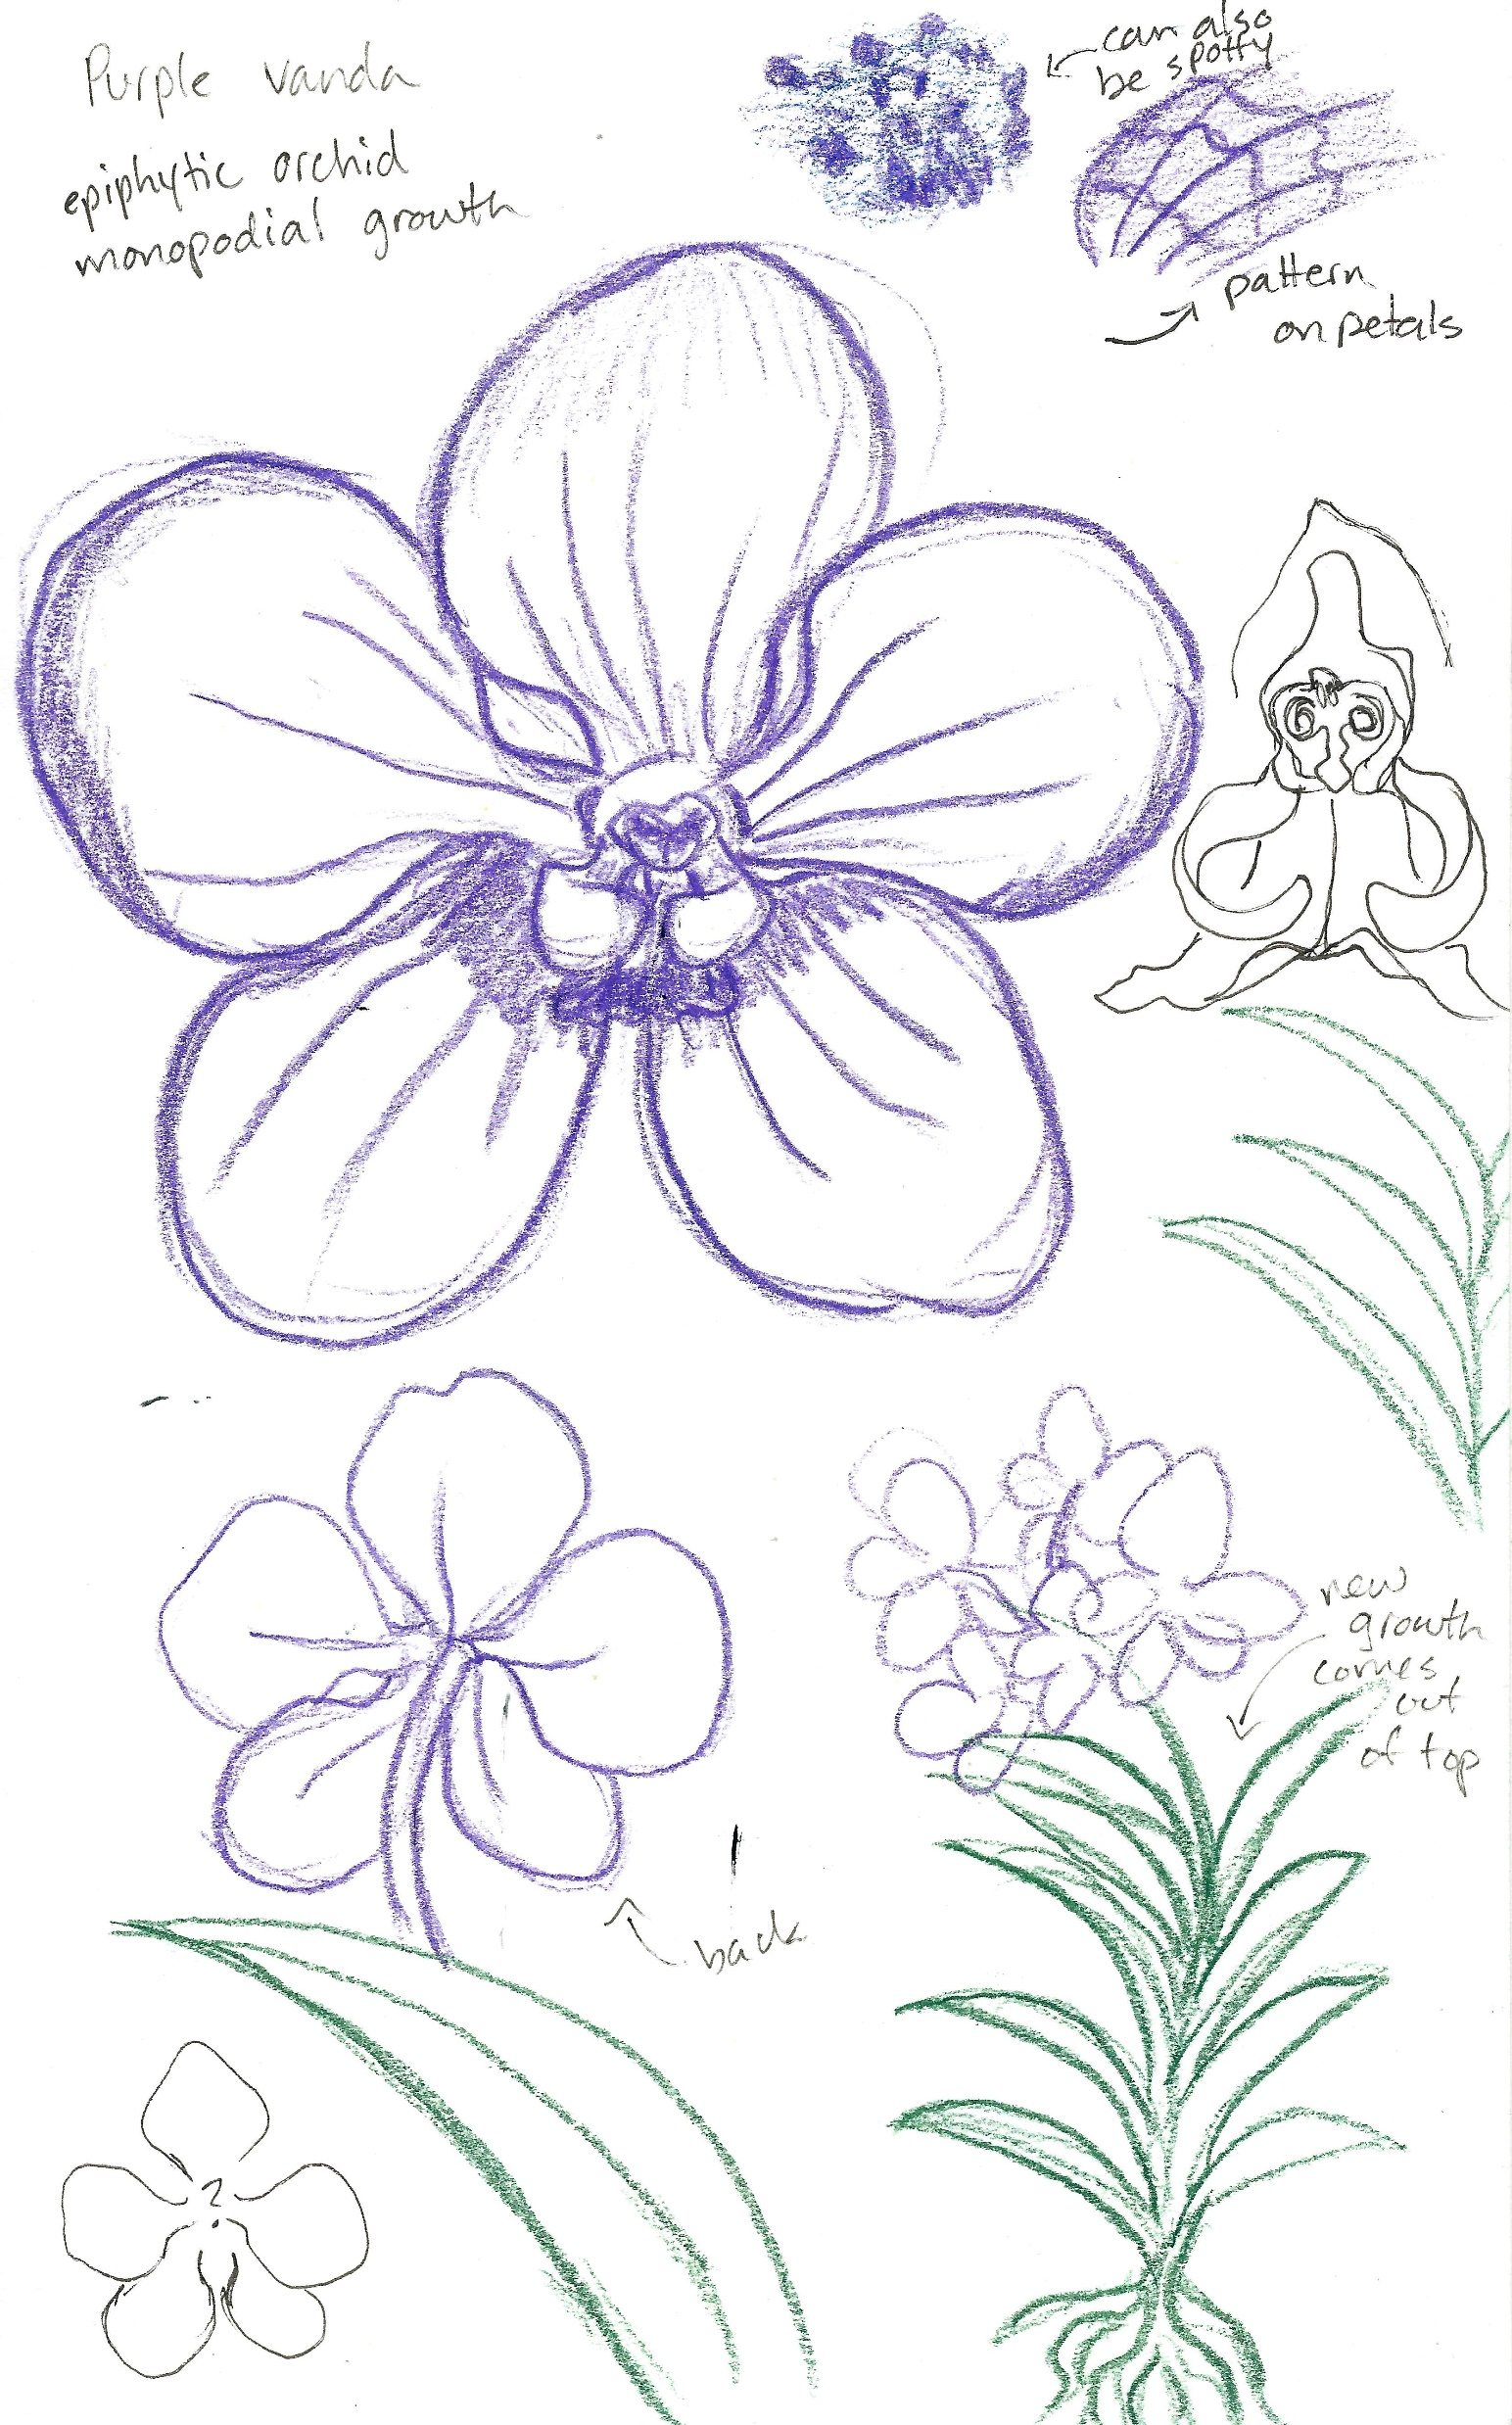 Purple vanda
epiphytic orchid
monopodial growth
can also
be spotty
pattern
on petals
new
growth
comes
out
of top
back
?